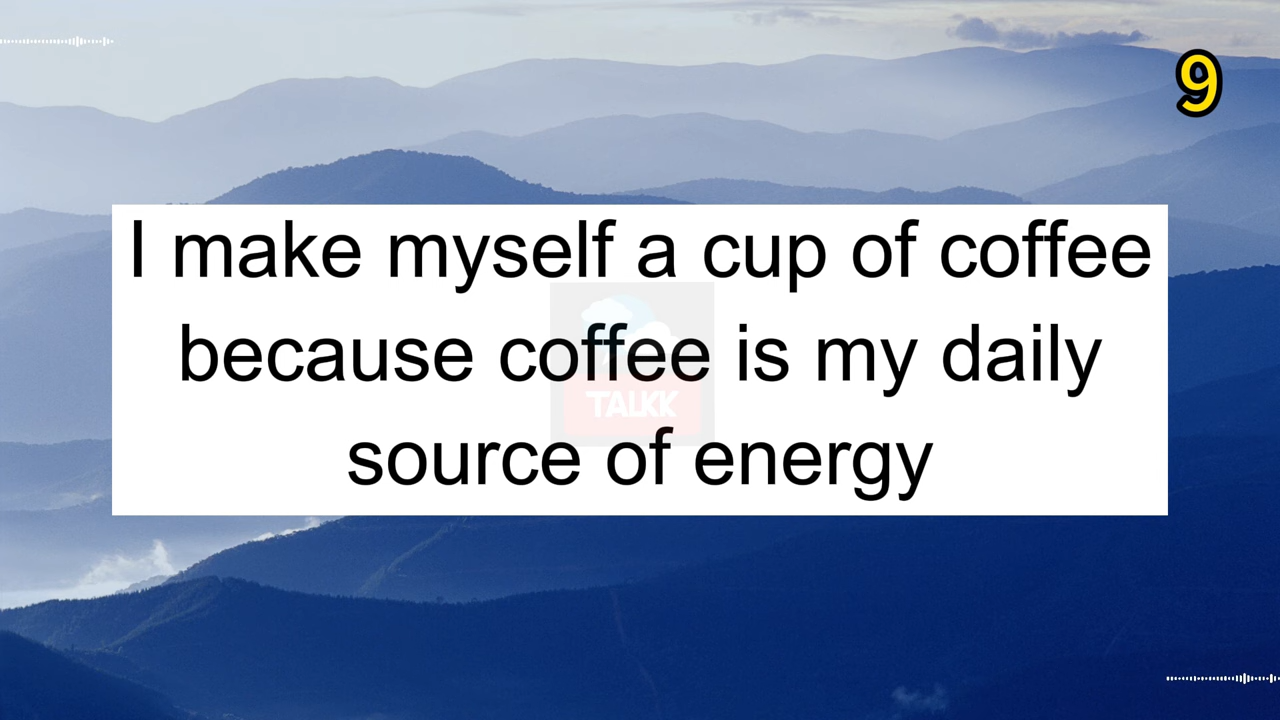 9
I make myself a cup of coffee
because coffee is my daily
source of energy
TALKK